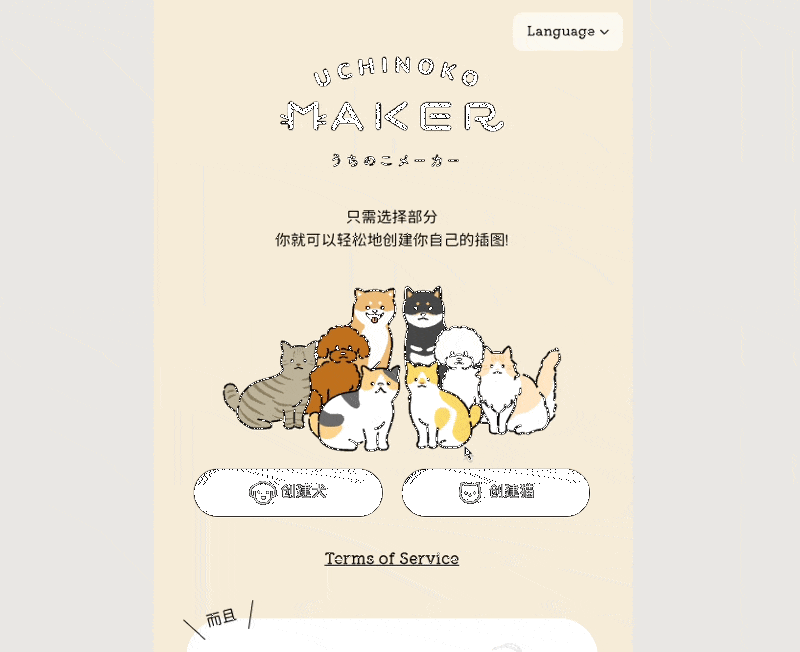 Language
UCHINOKO
MAKER
うちのこメーカー
只需选择部分
你就可以轻松地创建你自己的插图!
创建犬
创建猫
Terms of Service
而且